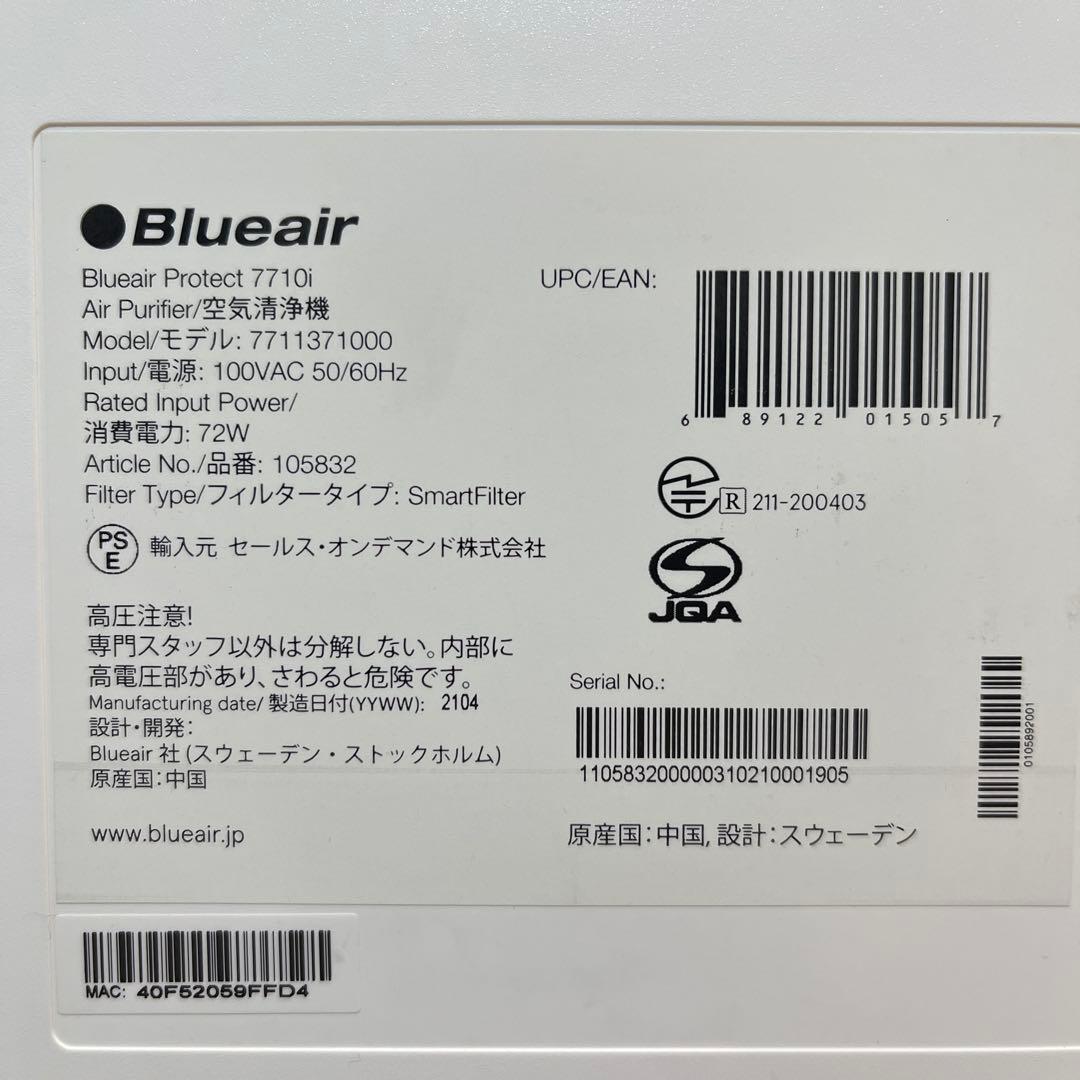 Blueair
Blueair Protect 7710i
Air Purifier/空気清浄機
Model/モデル: 7711371000
Input/電源: 100VAC 50/60Hz
Rated Input Power/
消費電力: 72W
Article No./品番: 105832
Filter Type/フィルタータイプ: SmartFilter
PS
E
輸入元 セールス・オンデマンド株式会社
高圧注意!
専門スタッフ以外は分解しない。内部に
高電圧部があり、さわると危険です。
Manufacturing date/ 製造日付(YYWW): 2104
設計・開発:
Blueair 社 (スウェーデン・ストックホルム)
原産国:中国
www.blueair.jp
UPC/EAN:
6 89122 01505 7
R 211-200403
JQA
Serial No.:
110583200000310210001905
0105892001
原産国:中国, 設計:スウェーデン
MAC: 40F52059FFD4